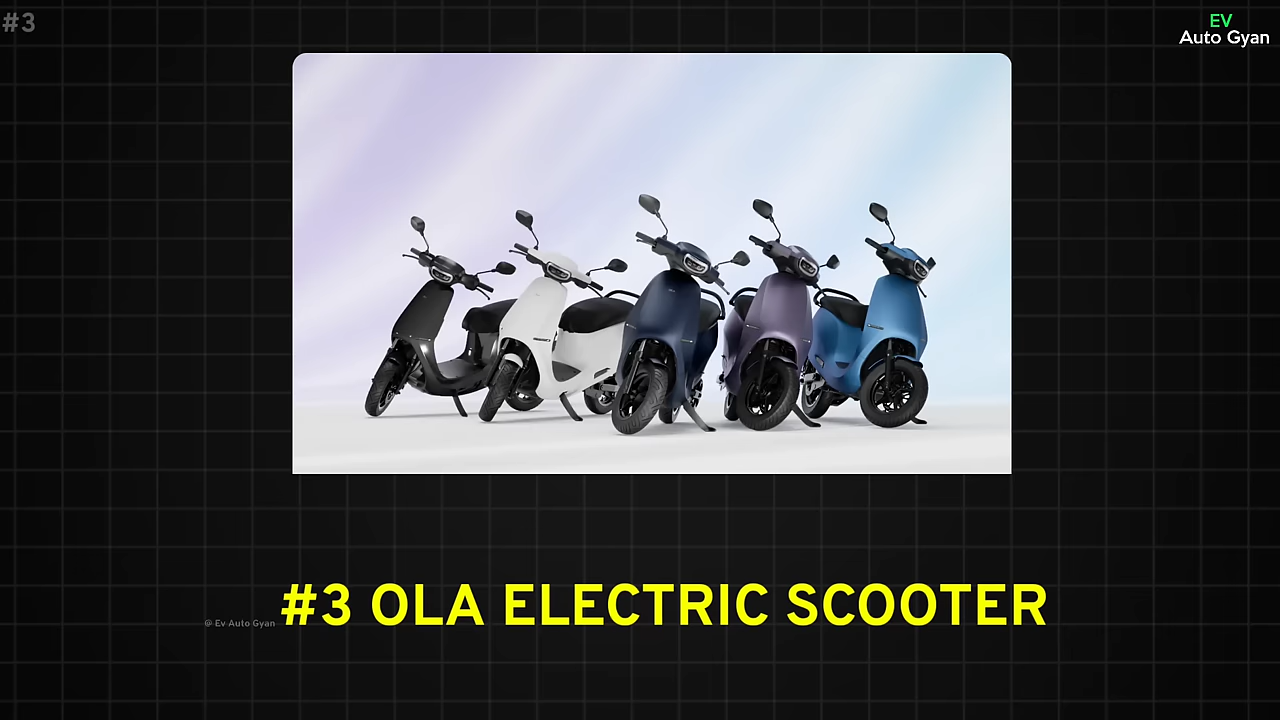 #3
EV
Auto Gyan
@ Ev Auto Gyan
#3 OLA ELECTRIC SCOOTER